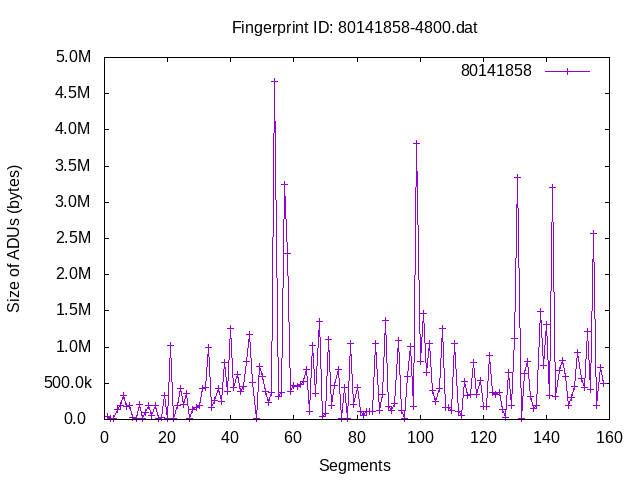 Fingerprint ID: 80141858-4800.dat
80141858
5.0M
4.5M
4.0M
3.5M
3.0M
2.5M
2.0M
1.5M
1.0M
500.0k
0.0
Size of ADUs (bytes)
0 20 40 60 80 100 120 140 160
Segments